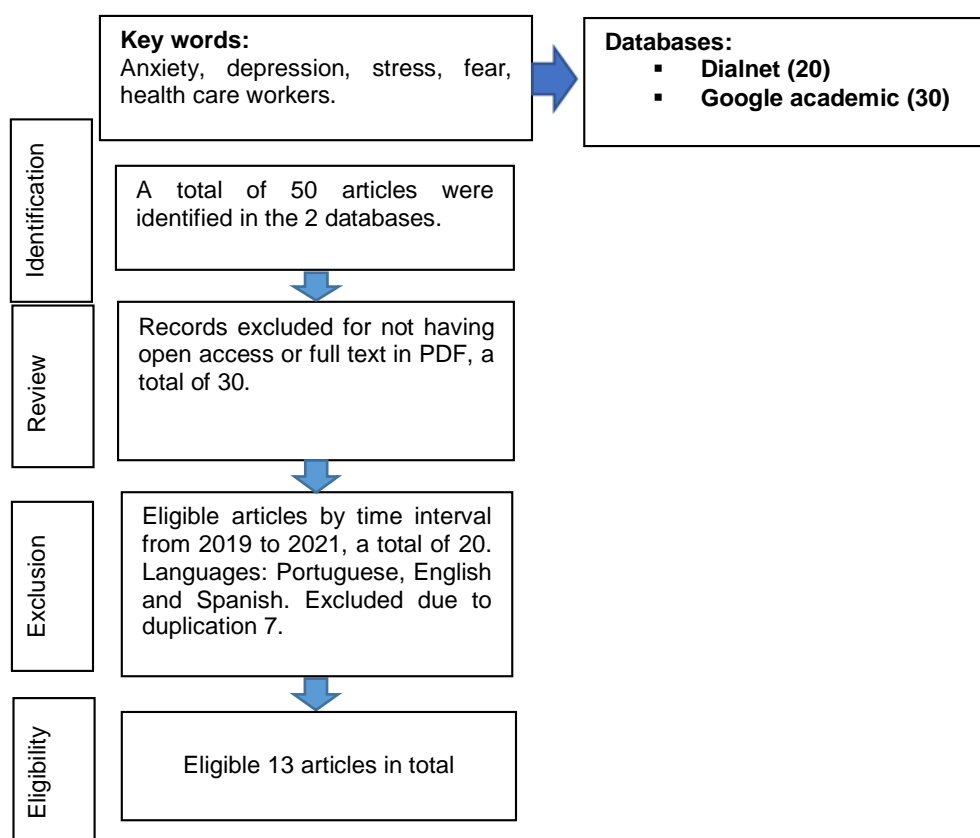 Key words:
Anxiety, depression, stress, fear,
health care workers.
Databases:
▪ Dialnet (20)
▪ Google academic (30)
Identification
A total of 50 articles were
identified in the 2 databases.
Review
Records excluded for not having
open access or full text in PDF, a
total of 30.
Exclusion
Eligible articles by time interval
from 2019 to 2021, a total of 20.
Languages: Portuguese, English
and Spanish. Excluded due to
duplication 7.
Eligibility
Eligible 13 articles in total